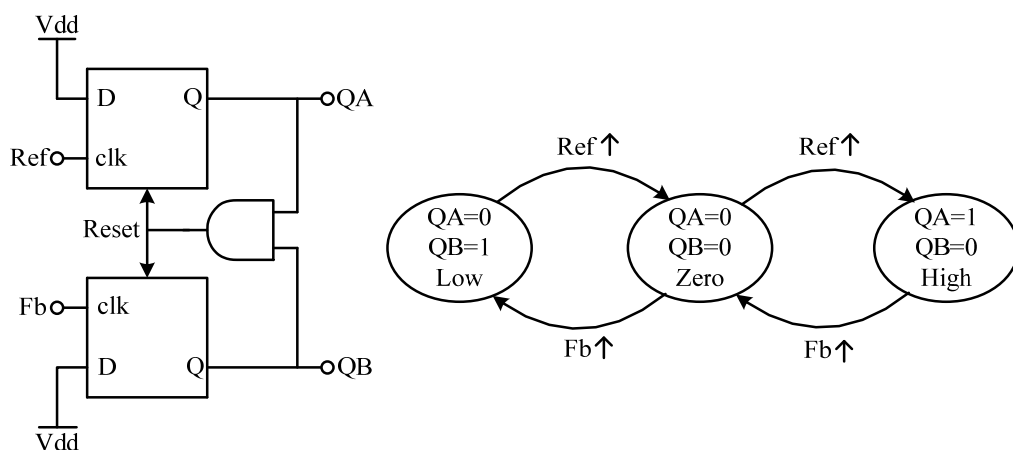 Vdd
D
Q
QA
Ref
clk
Reset
Fb
clk
D
Q
QB
Vdd
Ref↑
Ref↑
QA=0
QB=1
Low
QA=0
QB=0
Zero
QA=1
QB=0
High
Fb↑
Fb↑